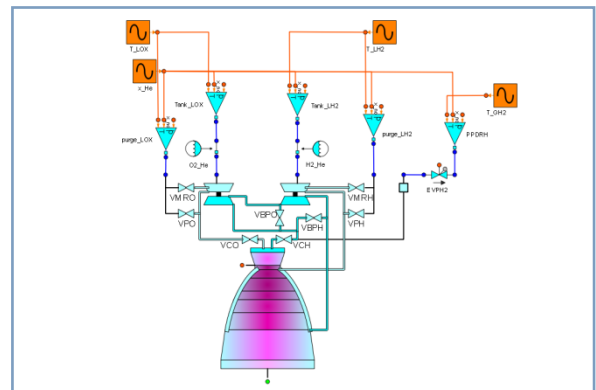 T_LOX
T_LH2
x_He
T_GH2
Tank_LOX
Tank_LH2
purge_LOX
purge_LH2
PPDRH
O2_He
H2_He
EVPH2
VMRO
VMRH
VPO
VBPO
VBPH
VPH
VCO
VCH